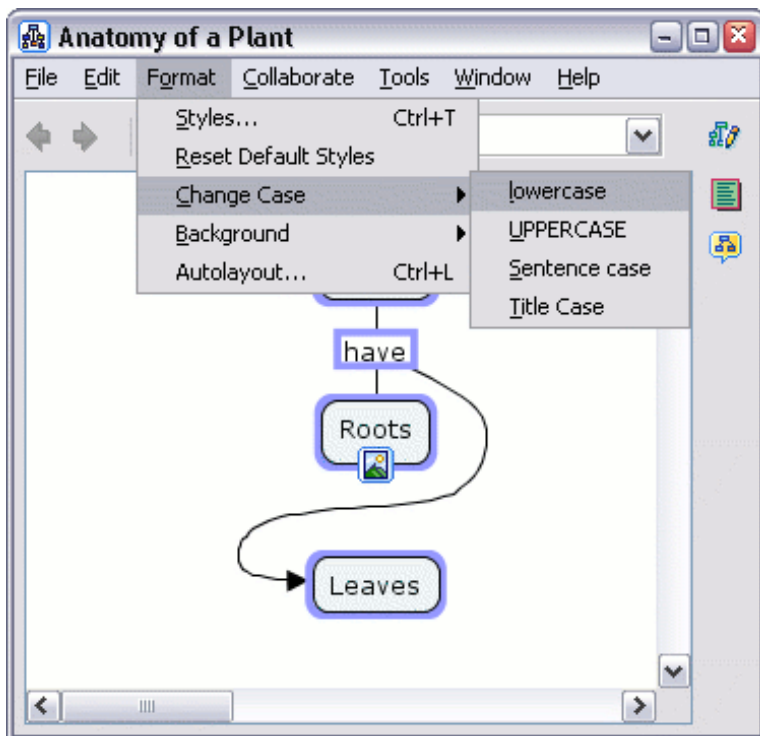 Anatomy of a Plant
File Edit Format Collaborate Tools Window Help
Styles... Ctrl+T
Reset Default Styles
Change Case
Background
Autolayout... Ctrl+L
lowercase
UPPERCASE
Sentence case
Title Case
have
Roots
Leaves